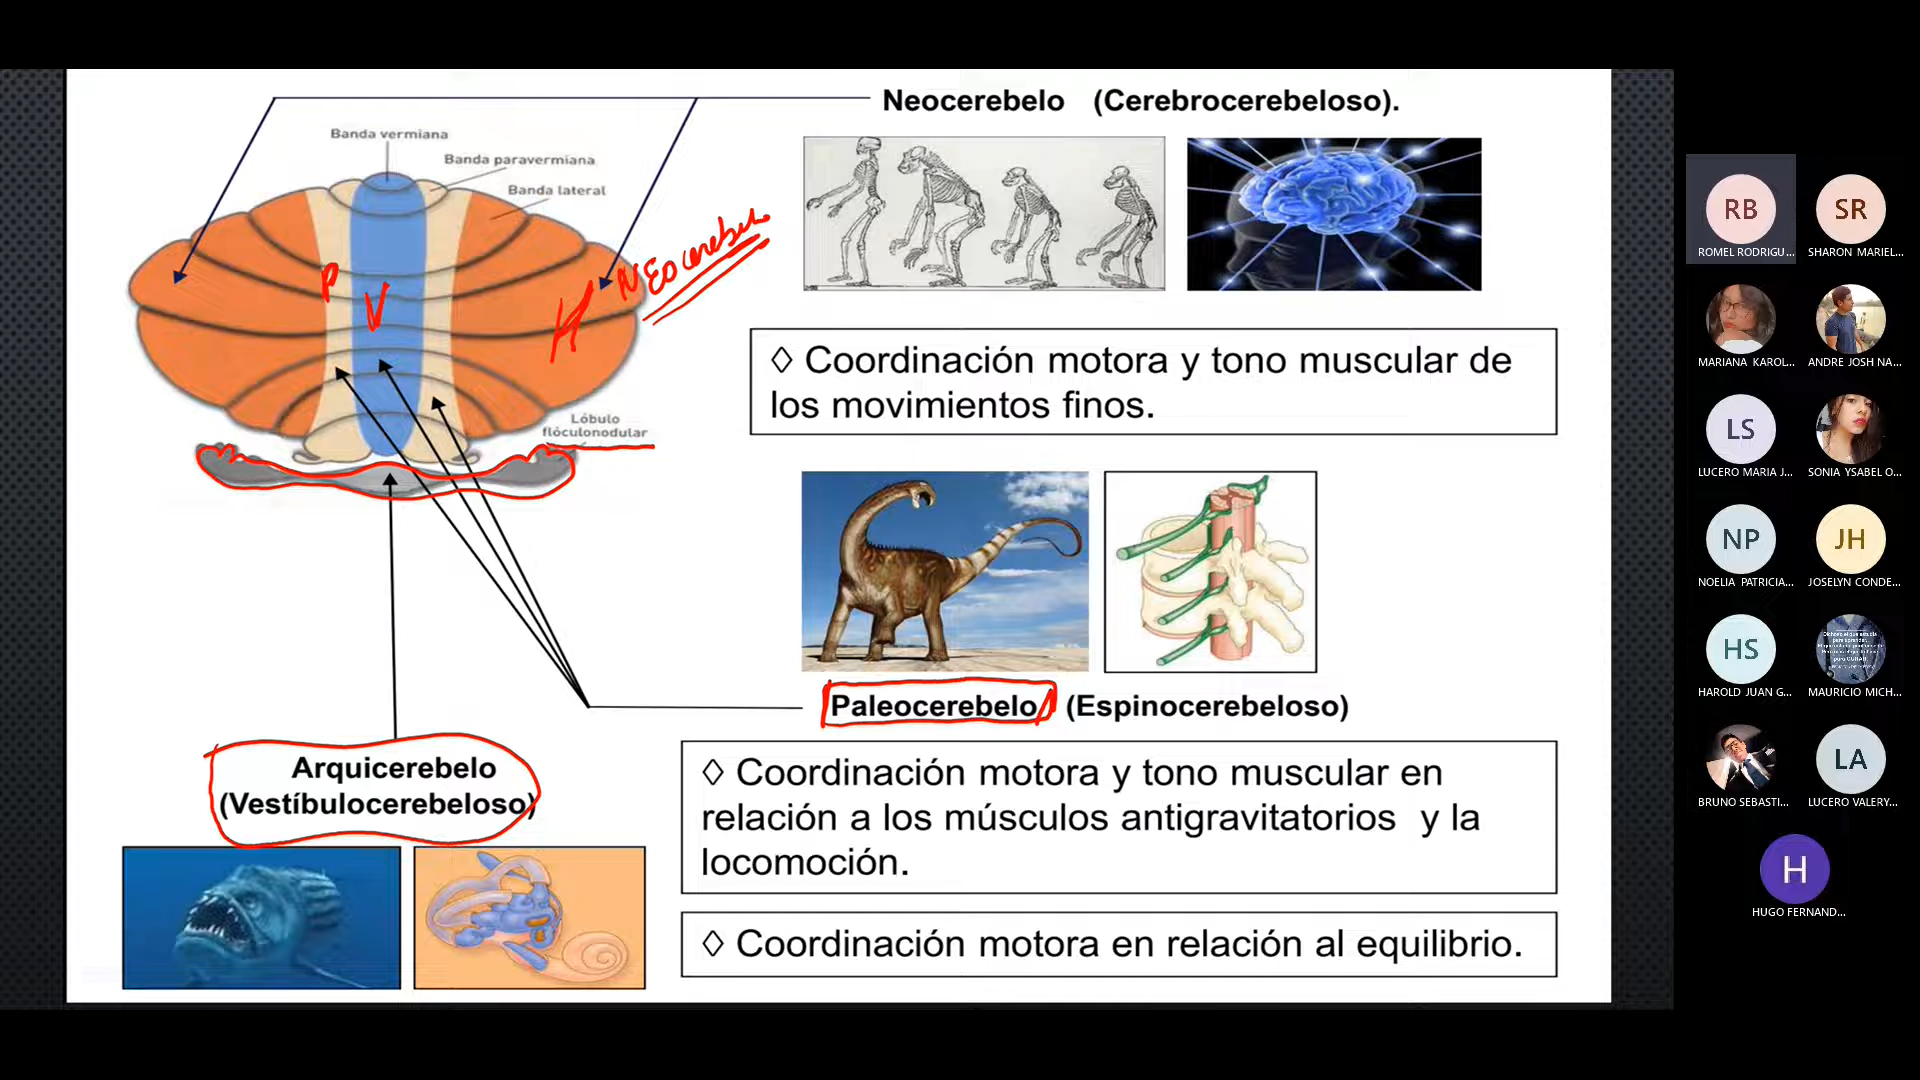 Neocerebelo (Cerebrocerebeloso).
Banda vermiana
Banda paravermiana
Banda lateral
P
V
H
NEOcerebelo
◊ Coordinación motora y tono muscular de
los movimientos finos.
Lóbulo
flóculonodular
Paleocerebelo (Espinocerebeloso)
Arquicerebelo
(Vestíbulocerebeloso)
◊ Coordinación motora y tono muscular en
relación a los músculos antigravitatorios y la
locomoción.
◊ Coordinación motora en relación al equilibrio.
RB
ROMEL RODRIGU...
SR
SHARON MARIEL...
MARIANA KAROL...
ANDRE JOSH NA...
LS
LUCERO MARIA J...
SONIA YSABEL O...
NP
NOELIA PATRICIA...
JH
JOSELYN CONDE...
HS
HAROLD JUAN G...
MAURICIO MICH...
BRUNO SEBASTI...
LA
LUCERO VALERY...
H
HUGO FERNAND...